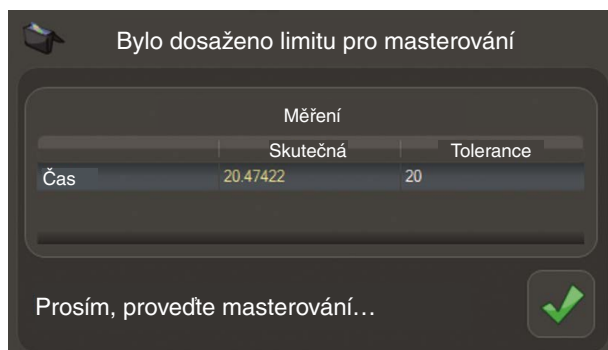 Bylo dosaženo limitu pro masterování
Měření
Skutečná Tolerance
Čas 20.47422 20
Prosím, proveďte masterování…